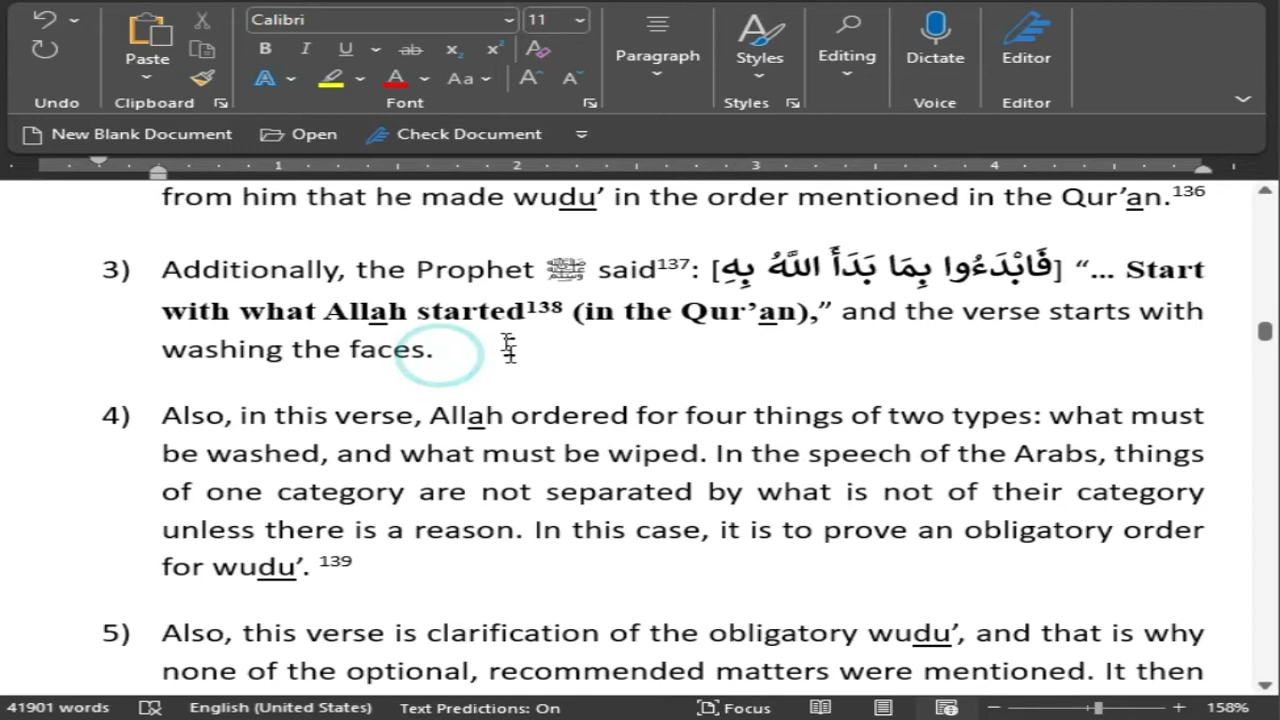 Calibri
11
Paste
Paragraph
Styles
Editing
Dictate
Editor
Undo
Clipboard
Font
Styles
Voice
Editor
New Blank Document
Open
Check Document
1 2 3 4
from him that he made wudu’ in the order mentioned in the Qur’an.136
3) Additionally, the Prophet ﷺ said137: [فَابْدَءُوا بِمَا بَدَأَ اللَّهُ بِهِ] “... Start
with what Allah started138 (in the Qur’an),” and the verse starts with
washing the faces.
4) Also, in this verse, Allah ordered for four things of two types: what must
be washed, and what must be wiped. In the speech of the Arabs, things
of one category are not separated by what is not of their category
unless there is a reason. In this case, it is to prove an obligatory order
for wudu’. 139
5) Also, this verse is clarification of the obligatory wudu’, and that is why
none of the optional, recommended matters were mentioned. It then
41901 words English (United States) Text Predictions: On Focus 158%